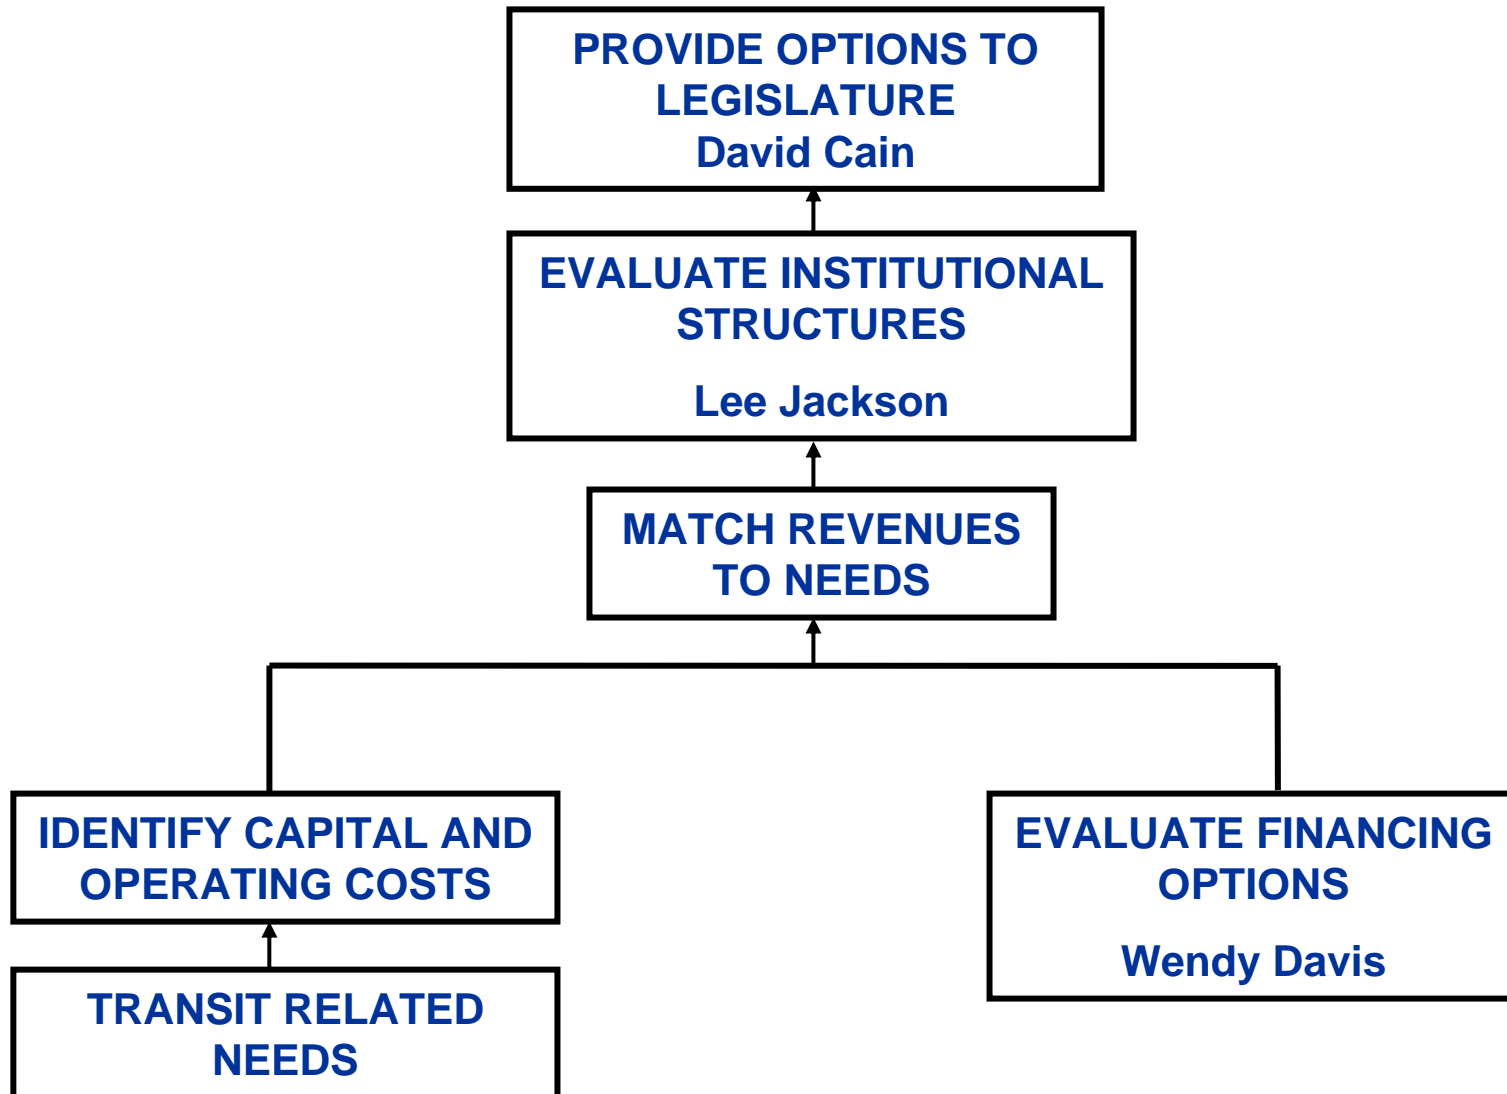 PROVIDE OPTIONS TO
LEGISLATURE
David Cain
EVALUATE INSTITUTIONAL
STRUCTURES
Lee Jackson
MATCH REVENUES
TO NEEDS
IDENTIFY CAPITAL AND
OPERATING COSTS
EVALUATE FINANCING
OPTIONS
Wendy Davis
TRANSIT RELATED
NEEDS